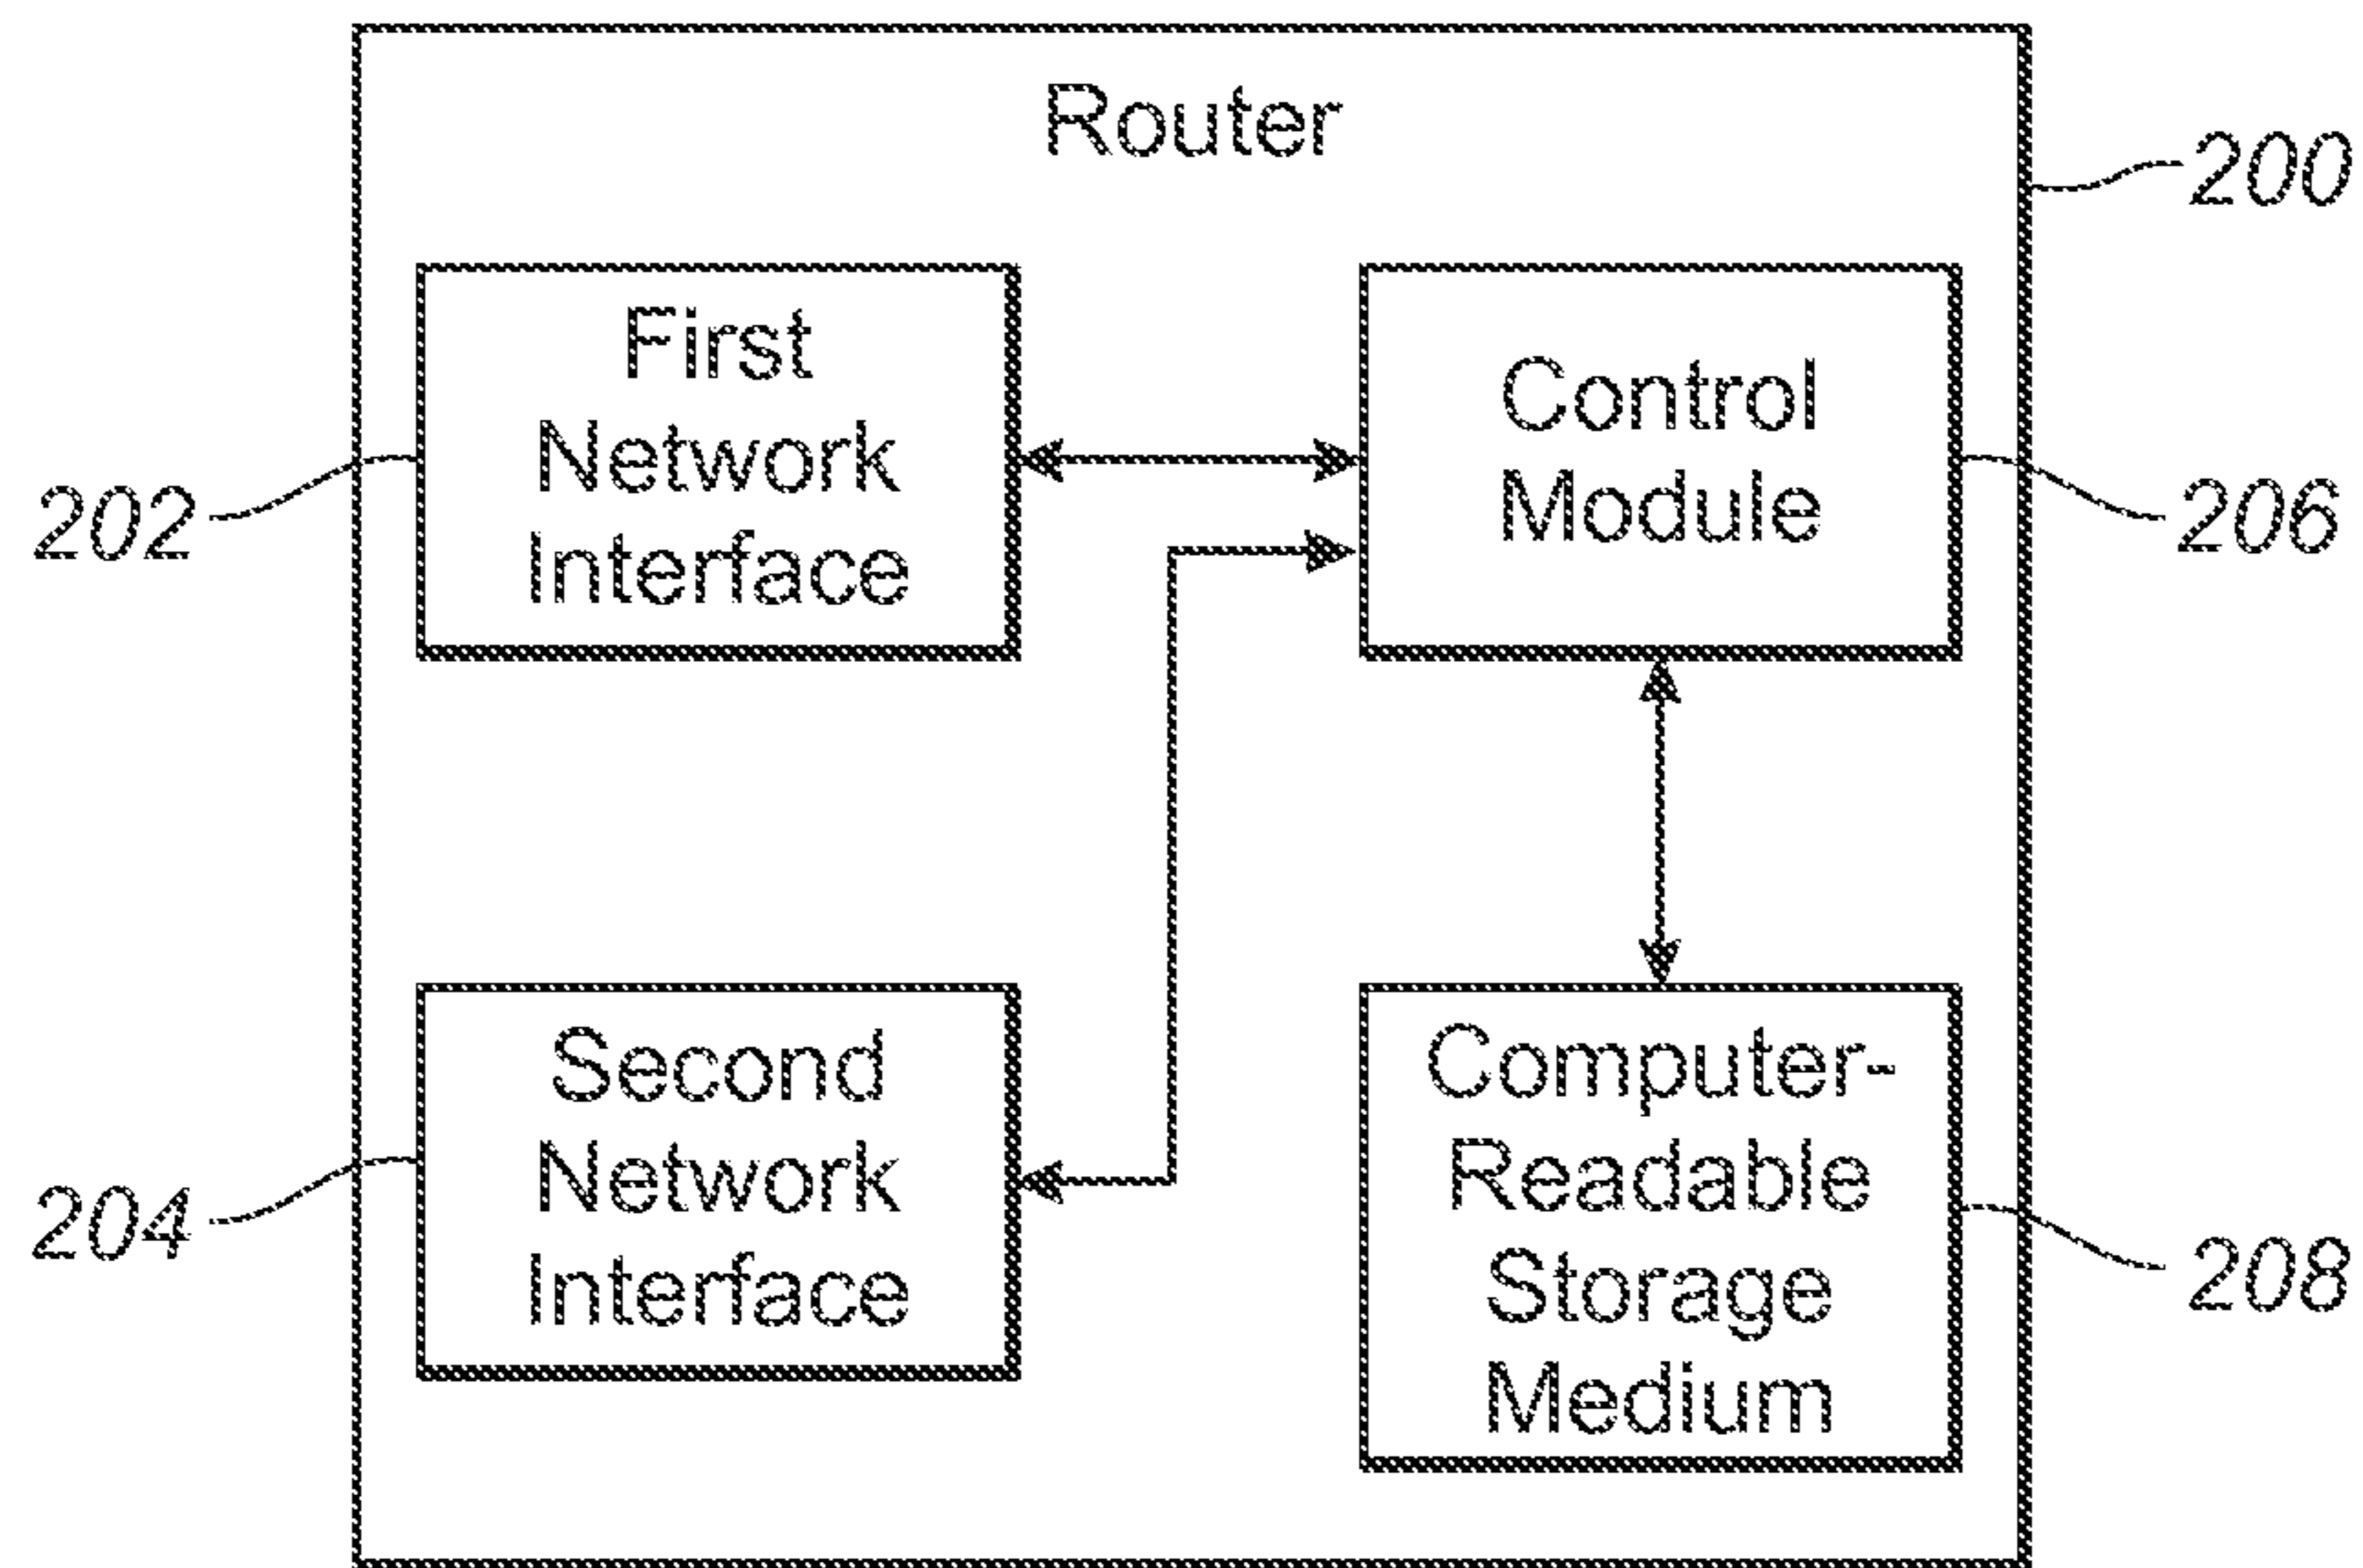 Router
200
First
Network
Interface
202
Control
Module
206
Second
Network
Interface
204
Computer-
Readable
Storage
Medium
208